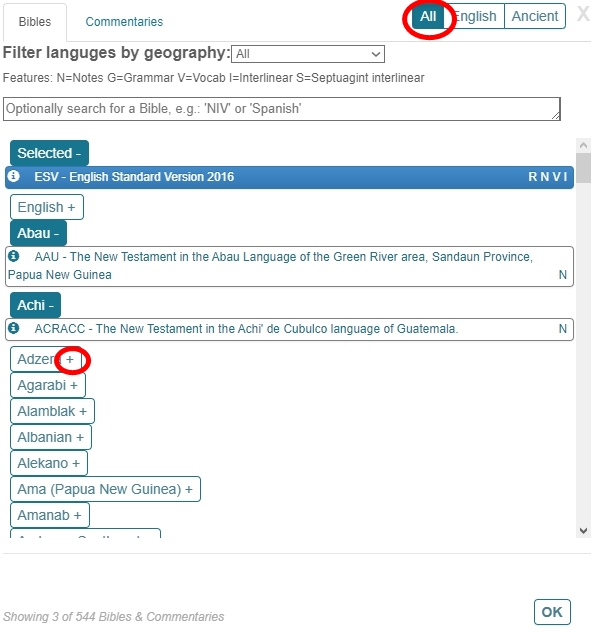 Bibles Commentaries All English Ancient X
Filter languges by geography: All
Features: N=Notes G=Grammar V=Vocab I=Interlinear S=Septuagint interlinear
Optionally search for a Bible, e.g.: 'NIV' or 'Spanish'
Selected -
ESV - English Standard Version 2016 R N V I
English +
Abau -
AAU - The New Testament in the Abau Language of the Green River area, Sandaun Province,
Papua New Guinea N
Achi -
ACRACC - The New Testament in the Achi' de Cubulco language of Guatemala. N
Adzera +
Agarabi +
Alamblak +
Albanian +
Alekano +
Ama (Papua New Guinea) +
Amanab +
Showing 3 of 544 Bibles & Commentaries OK